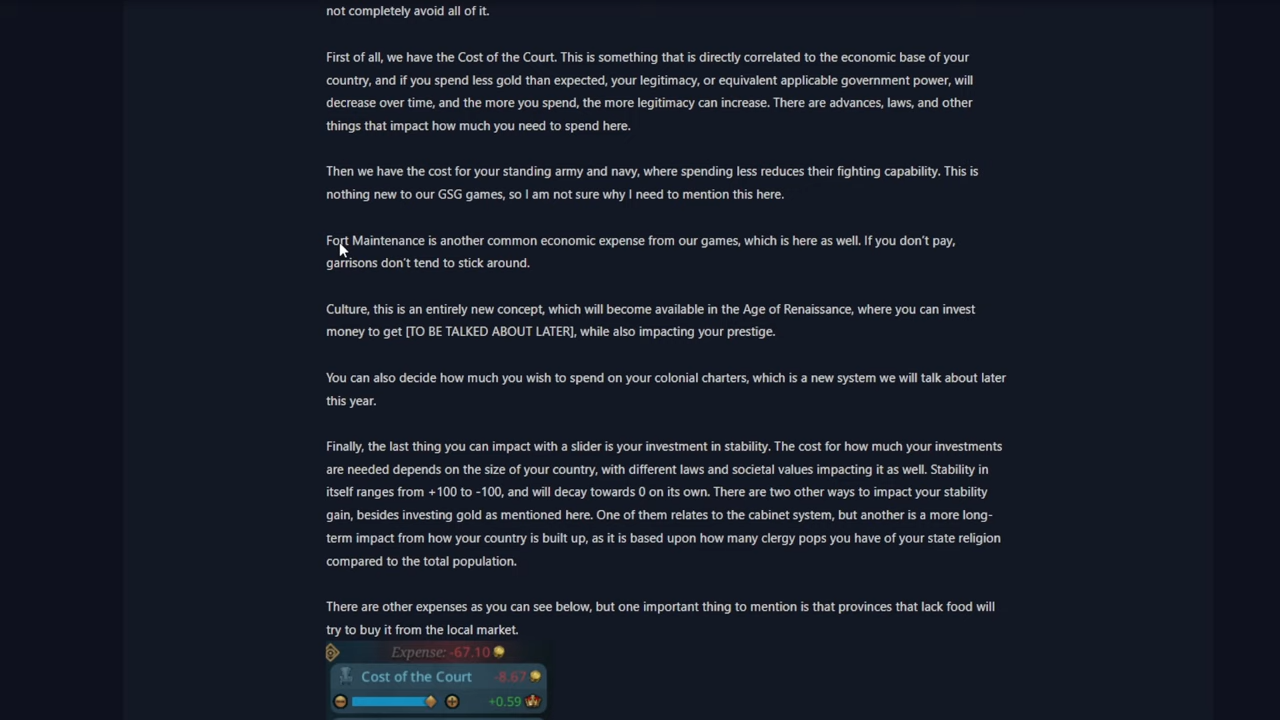 not completely avoid all of it.
First of all, we have the Cost of the Court. This is something that is directly correlated to the economic base of your
country, and if you spend less gold than expected, your legitimacy, or equivalent applicable government power, will
decrease over time, and the more you spend, the more legitimacy can increase. There are advances, laws, and other
things that impact how much you need to spend here.
Then we have the cost for your standing army and navy, where spending less reduces their fighting capability. This is
nothing new to our GSG games, so I am not sure why I need to mention this here.
Fort Maintenance is another common economic expense from our games, which is here as well. If you don’t pay,
garrisons don’t tend to stick around.
Culture, this is an entirely new concept, which will become available in the Age of Renaissance, where you can invest
money to get [TO BE TALKED ABOUT LATER], while also impacting your prestige.
You can also decide how much you wish to spend on your colonial charters, which is a new system we will talk about later
this year.
Finally, the last thing you can impact with a slider is your investment in stability. The cost for how much your investments
are needed depends on the size of your country, with different laws and societal values impacting it as well. Stability in
itself ranges from +100 to -100, and will decay towards 0 on its own. There are two other ways to impact your stability
gain, besides investing gold as mentioned here. One of them relates to the cabinet system, but another is a more long-
term impact from how your country is built up, as it is based upon how many clergy pops you have of your state religion
compared to the total population.
There are other expenses as you can see below, but one important thing to mention is that provinces that lack food will
try to buy it from the local market.
Expense: -67.10
Cost of the Court -8.67
+0.59